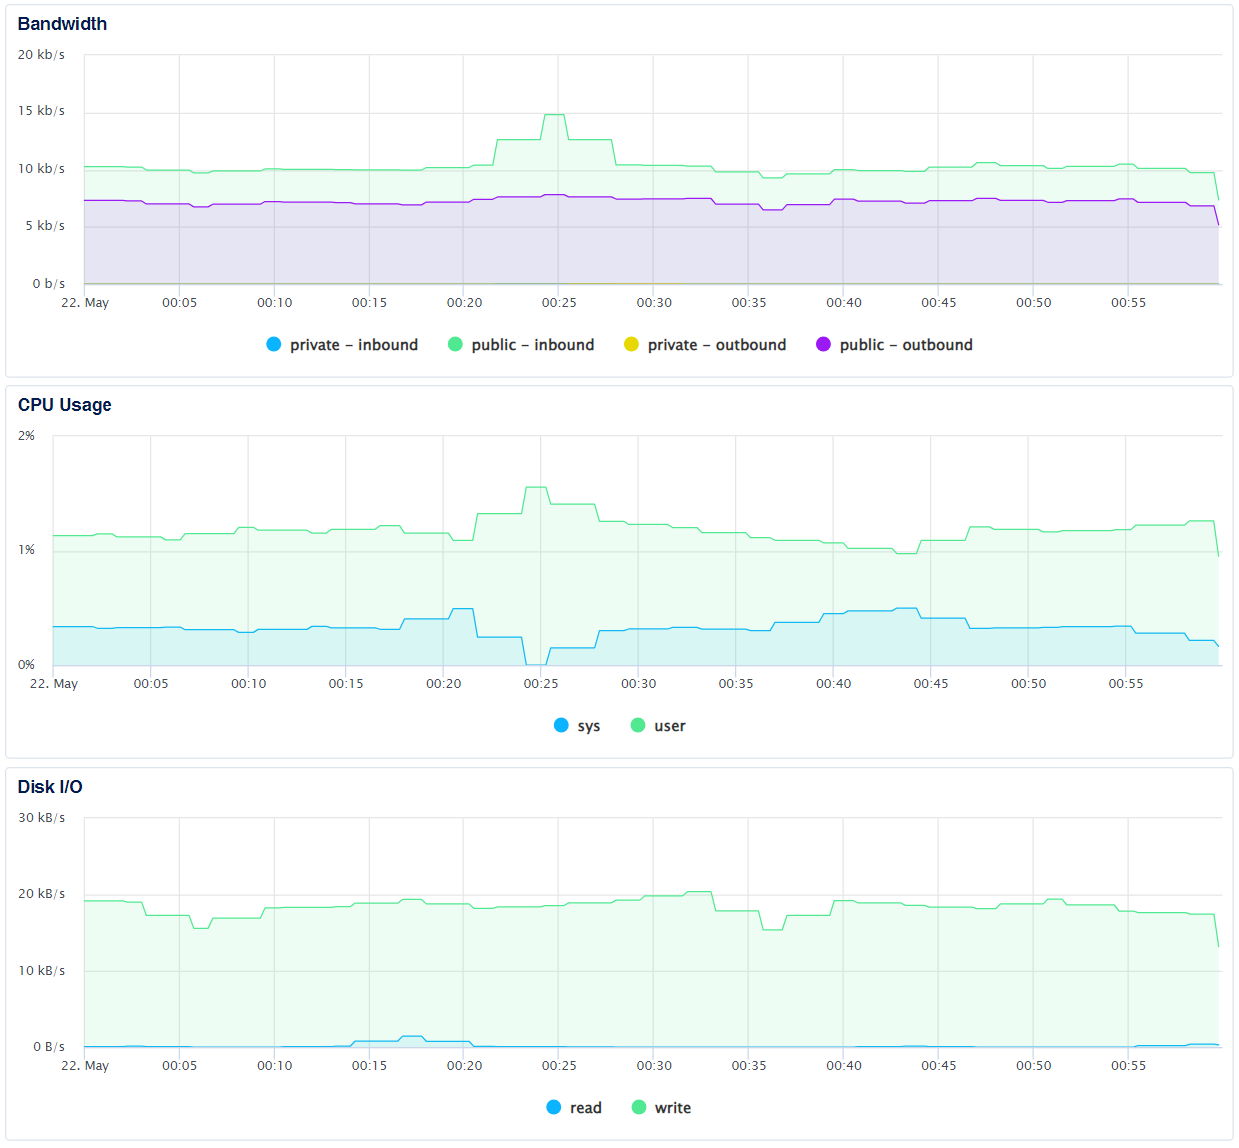 Bandwidth
20 kb/s
15 kb/s
10 kb/s
5 kb/s
0 b/s
22. May 00:05 00:10 00:15 00:20 00:25 00:30 00:35 00:40 00:45 00:50 00:55
private - inbound public - inbound private - outbound public - outbound
CPU Usage
2%
1%
0%
22. May 00:05 00:10 00:15 00:20 00:25 00:30 00:35 00:40 00:45 00:50 00:55
sys user
Disk I/O
30 kB/s
20 kB/s
10 kB/s
0 B/s
22. May 00:05 00:10 00:15 00:20 00:25 00:30 00:35 00:40 00:45 00:50 00:55
read write